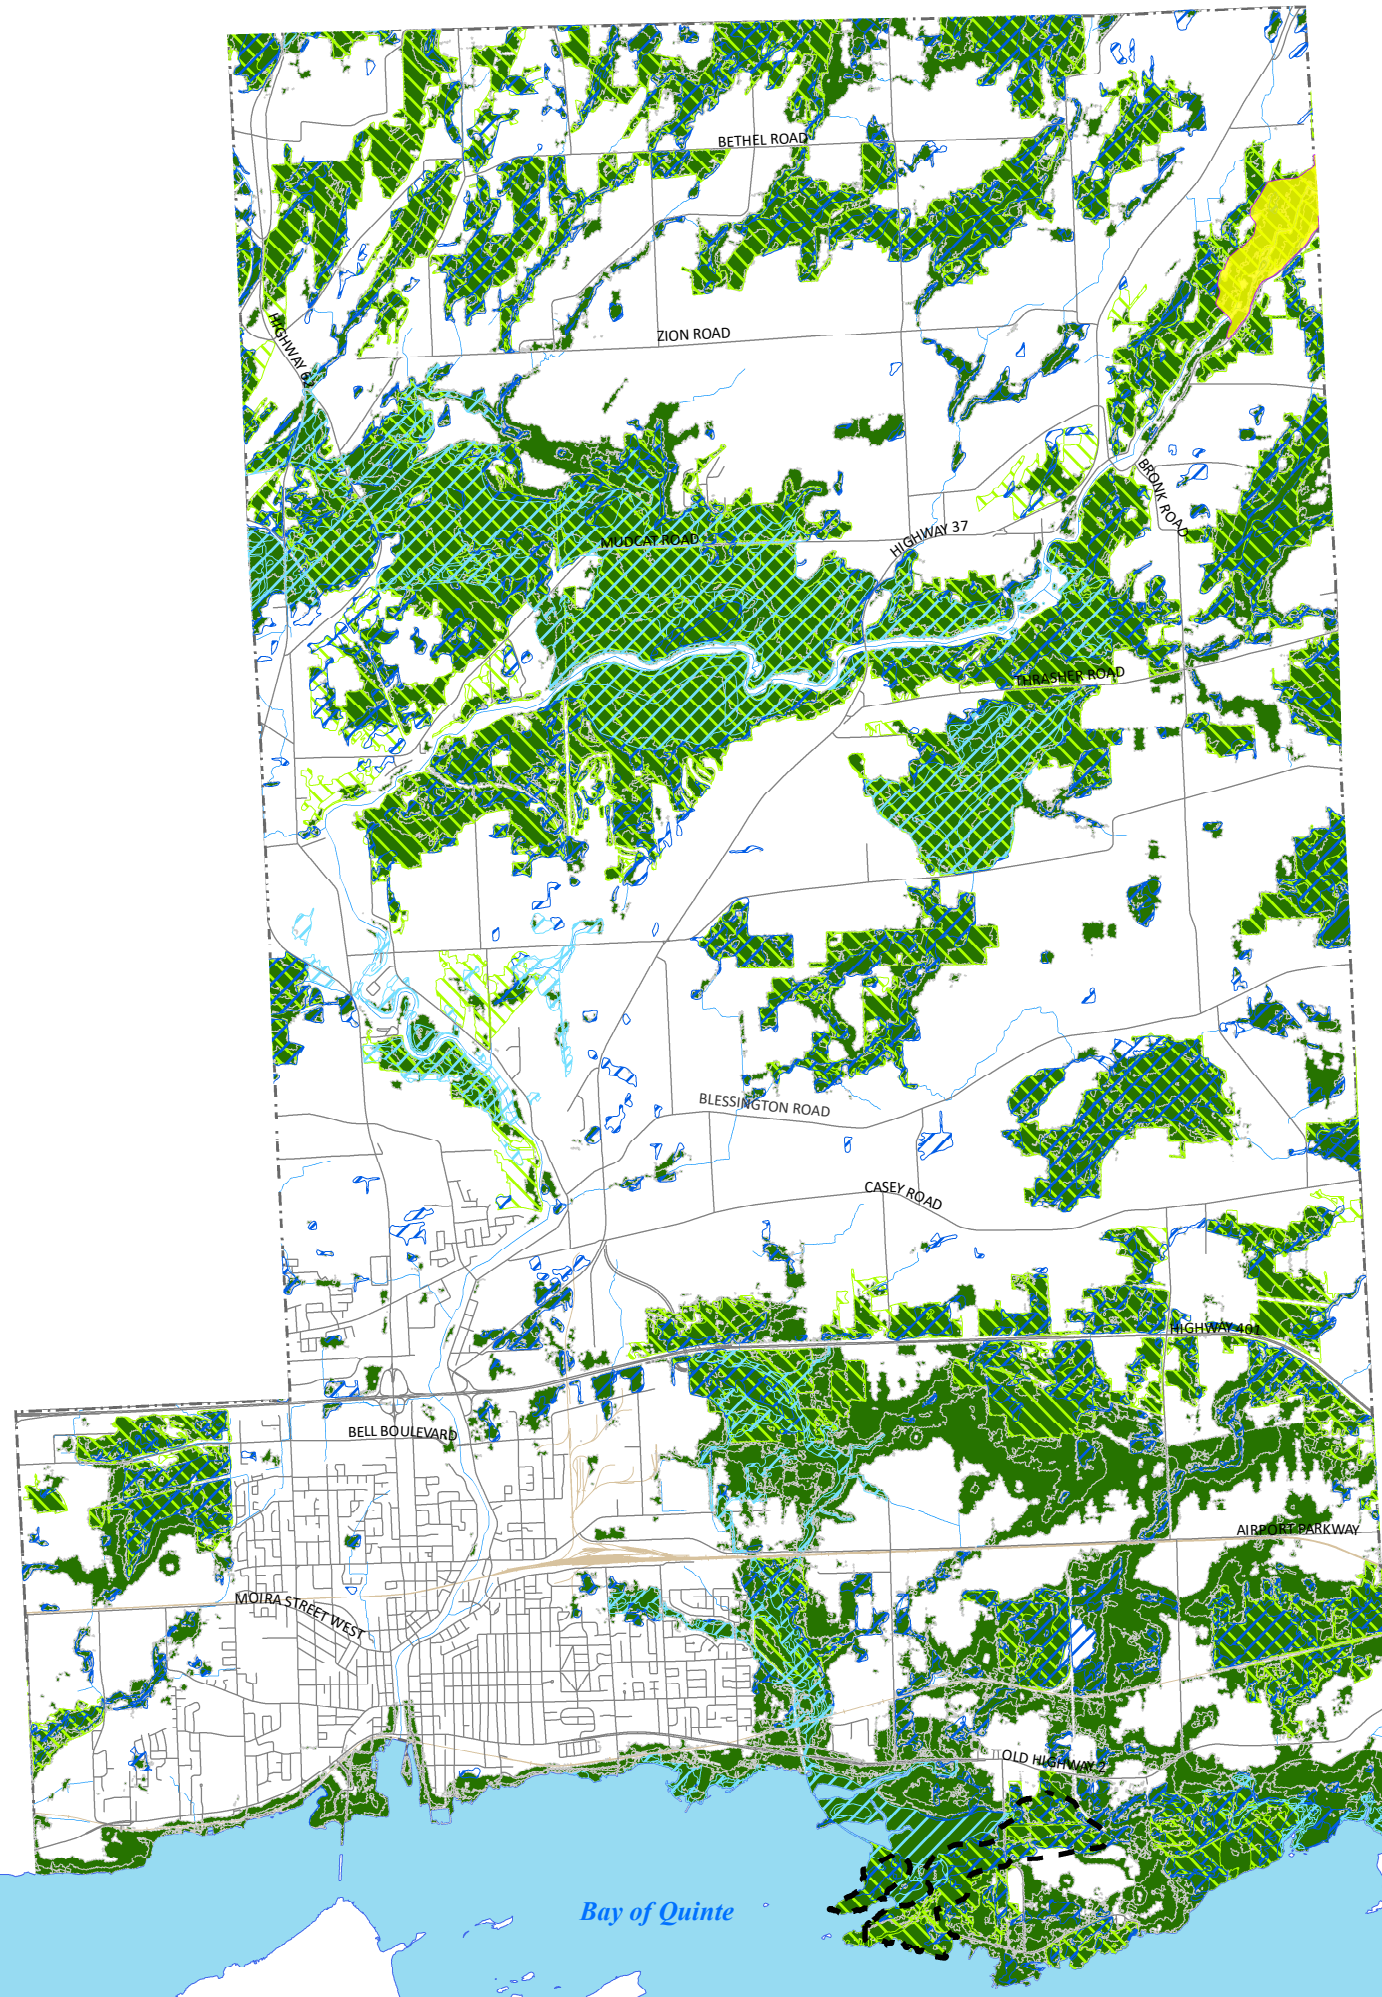 BETHEL ROAD
ZION ROAD
HIGHWAY 62
BRONK ROAD
HIGHWAY 37
MUDCAT ROAD
THRASHER ROAD
BLESSINGTON ROAD
CASEY ROAD
HIGHWAY 401
BELL BOULEVARD
AIRPORT PARKWAY
MOIRA STREET WEST
OLD HIGHWAY 2
Bay of Quinte